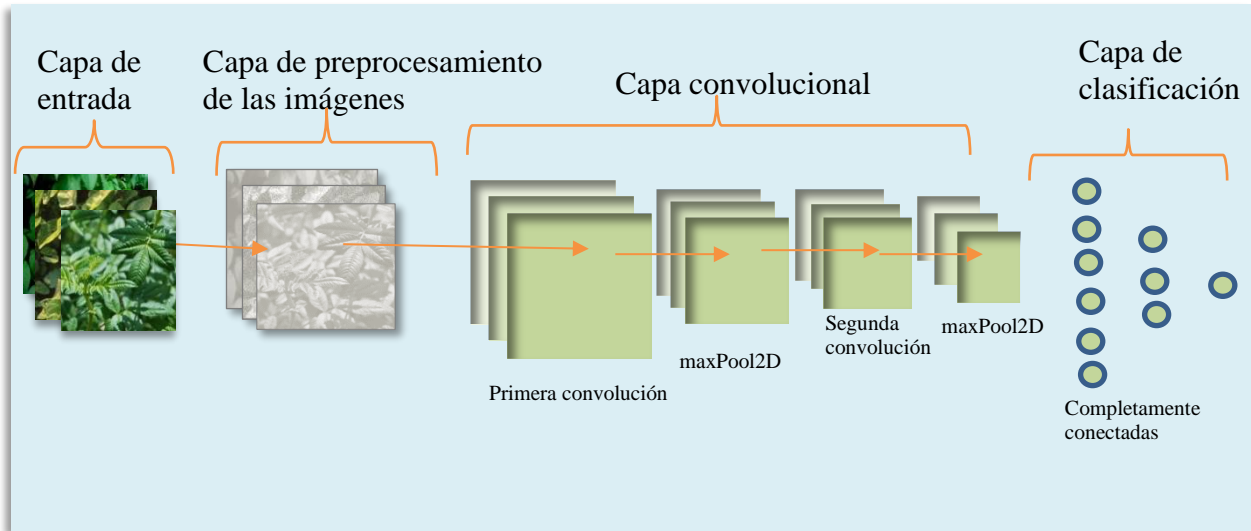 Capa de
entrada
Capa de preprocesamiento
de las imágenes
Capa convolucional
Capa de
clasificación
Primera convolución
maxPool2D
Segunda
convolución
maxPool2D
Completamente
conectadas